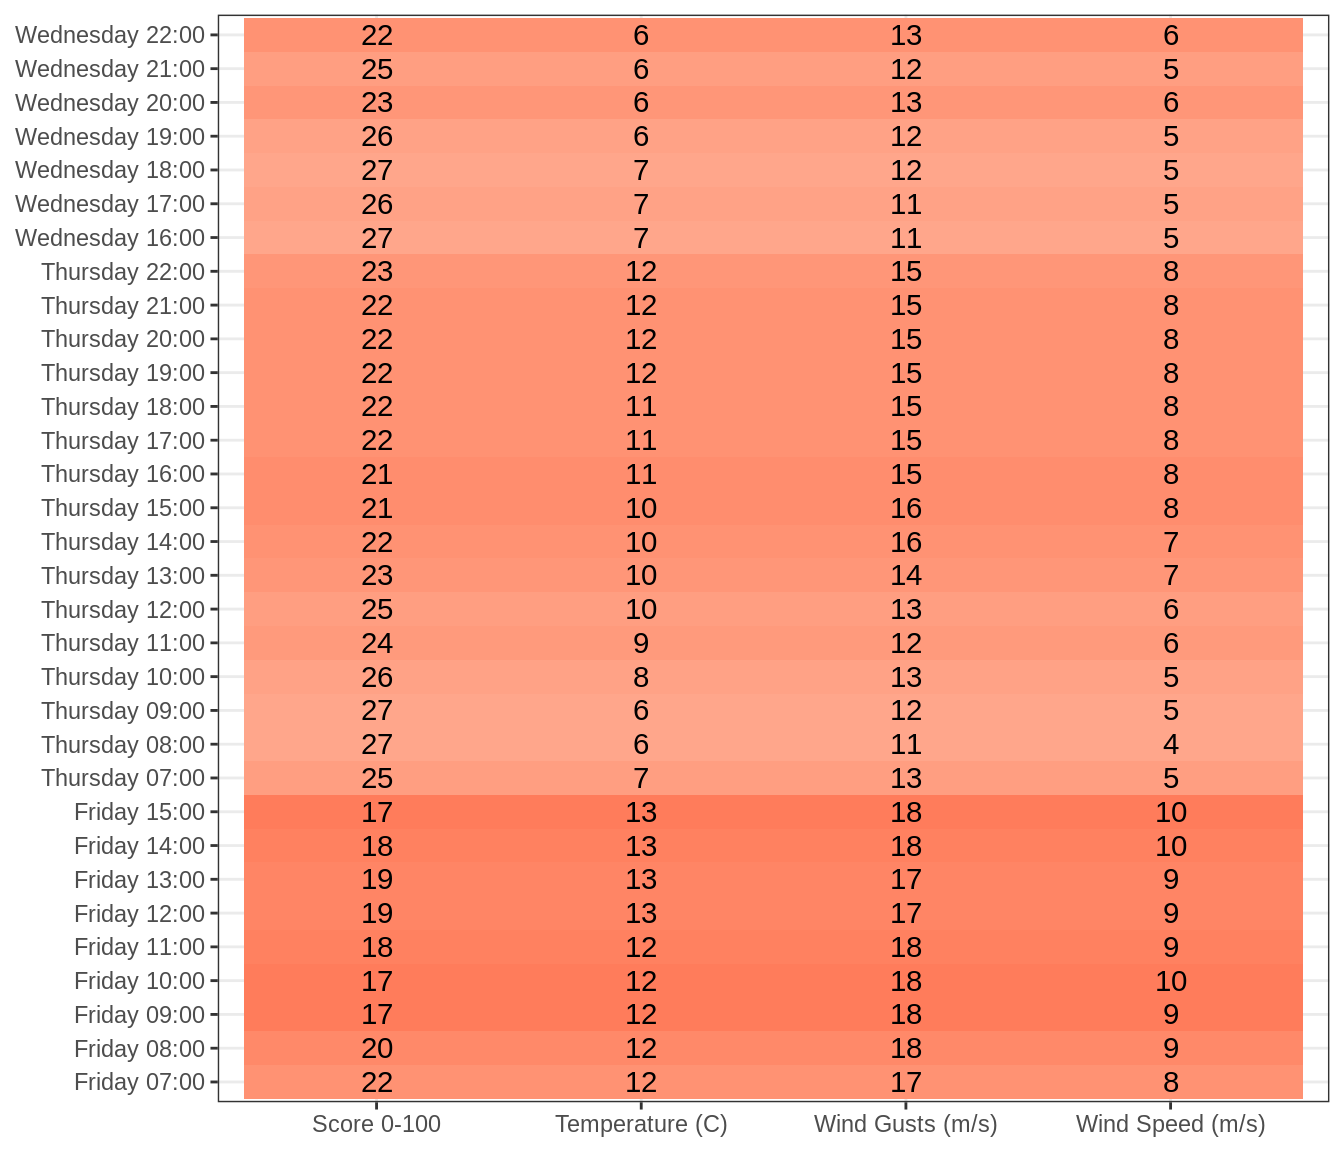 Wednesday 22:00 22 6 13 6
Wednesday 21:00 25 6 12 5
Wednesday 20:00 23 6 13 6
Wednesday 19:00 26 6 12 5
Wednesday 18:00 27 7 12 5
Wednesday 17:00 26 7 11 5
Wednesday 16:00 27 7 11 5
Thursday 22:00 23 12 15 8
Thursday 21:00 22 12 15 8
Thursday 20:00 22 12 15 8
Thursday 19:00 22 12 15 8
Thursday 18:00 22 11 15 8
Thursday 17:00 22 11 15 8
Thursday 16:00 21 11 15 8
Thursday 15:00 21 10 16 8
Thursday 14:00 22 10 16 7
Thursday 13:00 23 10 14 7
Thursday 12:00 25 10 13 6
Thursday 11:00 24 9 12 6
Thursday 10:00 26 8 13 5
Thursday 09:00 27 6 12 5
Thursday 08:00 27 6 11 4
Thursday 07:00 25 7 13 5
Friday 15:00 17 13 18 10
Friday 14:00 18 13 18 10
Friday 13:00 19 13 17 9
Friday 12:00 19 13 17 9
Friday 11:00 18 12 18 9
Friday 10:00 17 12 18 10
Friday 09:00 17 12 18 9
Friday 08:00 20 12 18 9
Friday 07:00 22 12 17 8
Score 0-100 Temperature (C) Wind Gusts (m/s) Wind Speed (m/s)